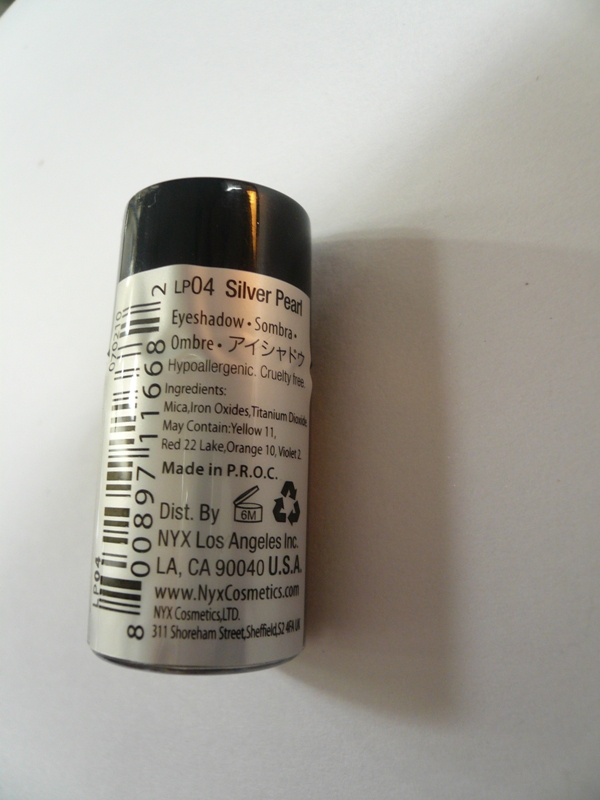 LP04 Silver Pearl
Eyeshadow • Sombra •
Ombre • アイシャドウ
Hypoallergenic. Cruelty free.
Ingredients:
Mica,Iron Oxides,Titanium Dioxide,
May Contain:Yellow 11,
Red 22 Lake,Orange 10, Violet 2
Made in P.R.O.C.
Dist. By
6M
NYX Los Angeles Inc.
LA, CA 90040 U.S.A.
www.NyxCosmetics.com
NYX Cosmetics,LTD.
311 Shoreham Street,Sheffield,S2 4FA UK
LP04
8 00897 11668 2